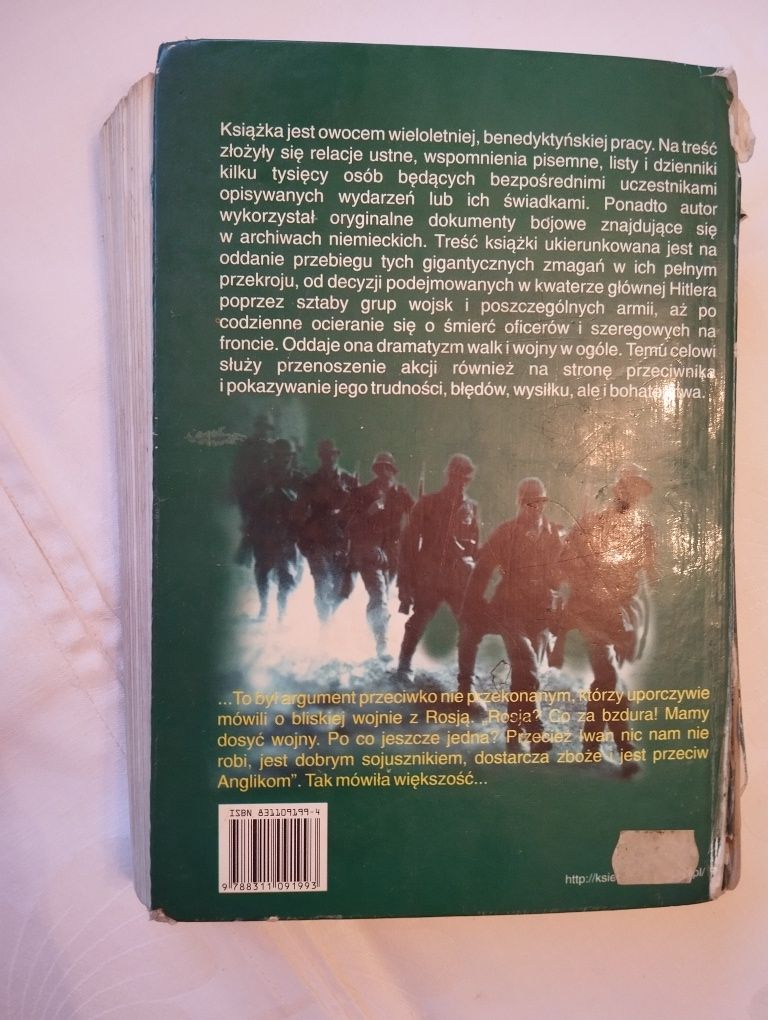 Książka jest owocem wieloletniej, benedyktyńskiej pracy. Na treść
złożyły się relacje ustne, wspomnienia pisemne, listy i dzienniki
kilku tysięcy osób będących bezpośrednimi uczestnikami
opisywanych wydarzeń lub ich świadkami. Ponadto autor
wykorzystał oryginalne dokumenty bojowe znajdujące się
w archiwach niemieckich. Treść książki ukierunkowana jest na
oddanie przebiegu tych gigantycznych zmagań w ich pełnym
przekroju, od decyzji podejmowanych w kwaterze głównej Hitlera
poprzez sztaby grup wojsk i poszczególnych armii, aż po
codzienne ocieranie się o śmierć oficerów i szeregowych na
froncie. Oddaje ona dramatyzm walk i wojny w ogóle. Temu celowi
służy przenoszenie akcji również na stronę przeciwnika
i pokazywanie jego trudności, błędów, wysiłku, ale i bohaterstwa.
...To był argument przeciwko nie przekonanym, którzy uporczywie
mówili o bliskiej wojnie z Rosją. „Rosja? Co za bzdura! Mamy
dosyć wojny. Po co jeszcze jedna? Przecież Iwan nic nam nie
robi, jest dobrym sojusznikiem, dostarcza zboże i jest przeciw
Anglikom”. Tak mówiła większość...
ISBN 831109199-4
9 788311 091993
http://ksie
pl/